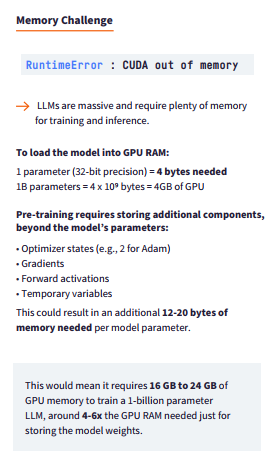 Memory Challenge
RuntimeError : CUDA out of memory
→ LLMs are massive and require plenty of memory
for training and inference.
To load the model into GPU RAM:
1 parameter (32-bit precision) = 4 bytes needed
1B parameters = 4 x 10⁹ bytes = 4GB of GPU
Pre-training requires storing additional components,
beyond the model's parameters:
• Optimizer states (e.g., 2 for Adam)
• Gradients
• Forward activations
• Temporary variables
This could result in an additional 12-20 bytes of
memory needed per model parameter.
This would mean it requires 16 GB to 24 GB of
GPU memory to train a 1-billion parameter
LLM, around 4-6x the GPU RAM needed just for
storing the model weights.